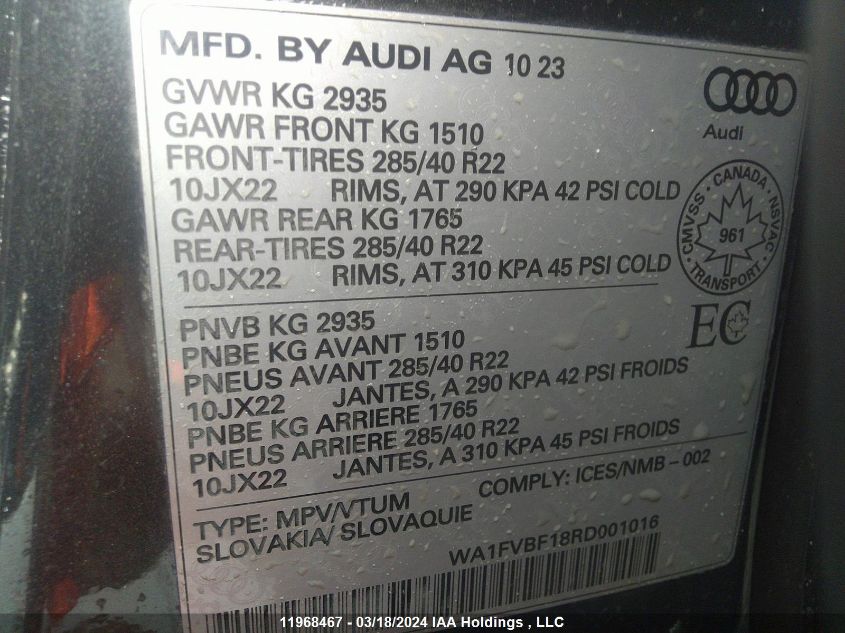 MFD. BY AUDI AG 10 23
GVWR KG 2935
GAWR FRONT KG 1510
FRONT-TIRES 285/40 R22
10JX22 RIMS, AT 290 KPA 42 PSI COLD
GAWR REAR KG 1765
REAR-TIRES 285/40 R22
10JX22 RIMS, AT 310 KPA 45 PSI COLD
Audi
CMVSS · CANADA · NSVAC
961
· TRANSPORT ·
EC
PNVB KG 2935
PNBE KG AVANT 1510
PNEUS AVANT 285/40 R22
10JX22 JANTES, A 290 KPA 42 PSI FROIDS
PNBE KG ARRIERE 1765
PNEUS ARRIERE 285/40 R22
10JX22 JANTES, A 310 KPA 45 PSI FROIDS
TYPE: MPV/VTUM COMPLY: ICES/NMB - 002
SLOVAKIA/ SLOVAQUIE
WA1FVBF18RD001016
11968467 - 03/18/2024 IAA Holdings , LLC